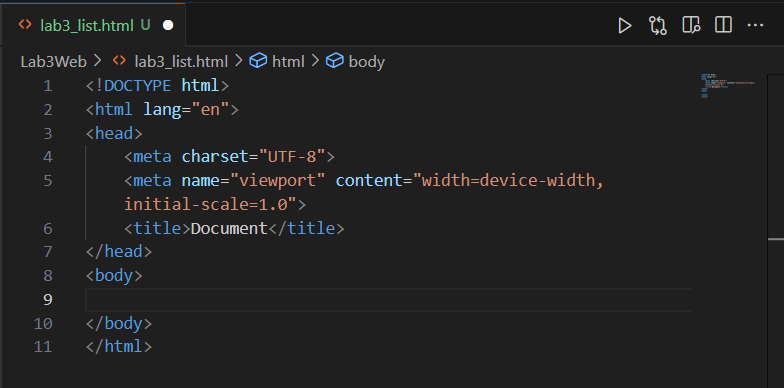 <> lab3_list.html U
Lab3Web > <> lab3_list.html > html > body
1 <!DOCTYPE html>
2 <html lang="en">
3 <head>
4     <meta charset="UTF-8">
5     <meta name="viewport" content="width=device-width,
    initial-scale=1.0">
6     <title>Document</title>
7 </head>
8 <body>
9
10 </body>
11 </html>